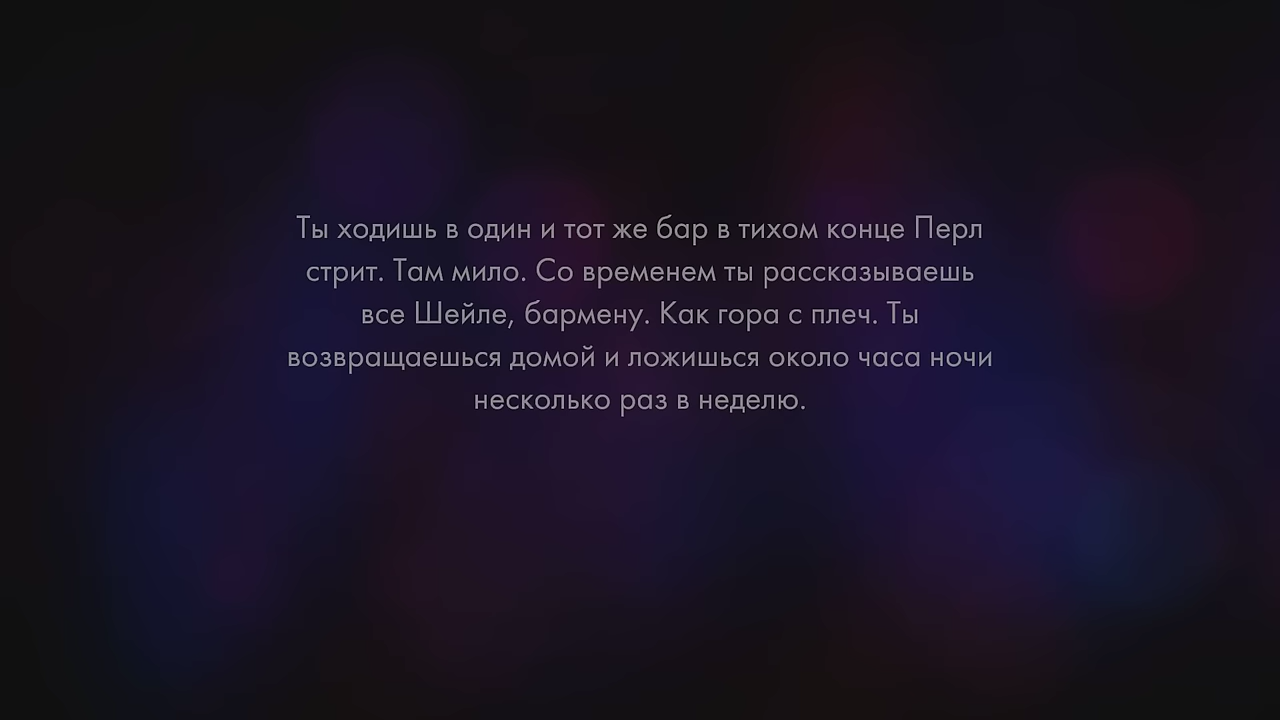 Ты ходишь в один и тот же бар в тихом конце Перл
стрит. Там мило. Со временем ты рассказываешь
все Шейле, бармену. Как гора с плеч. Ты
возвращаешься домой и ложишься около часа ночи
несколько раз в неделю.